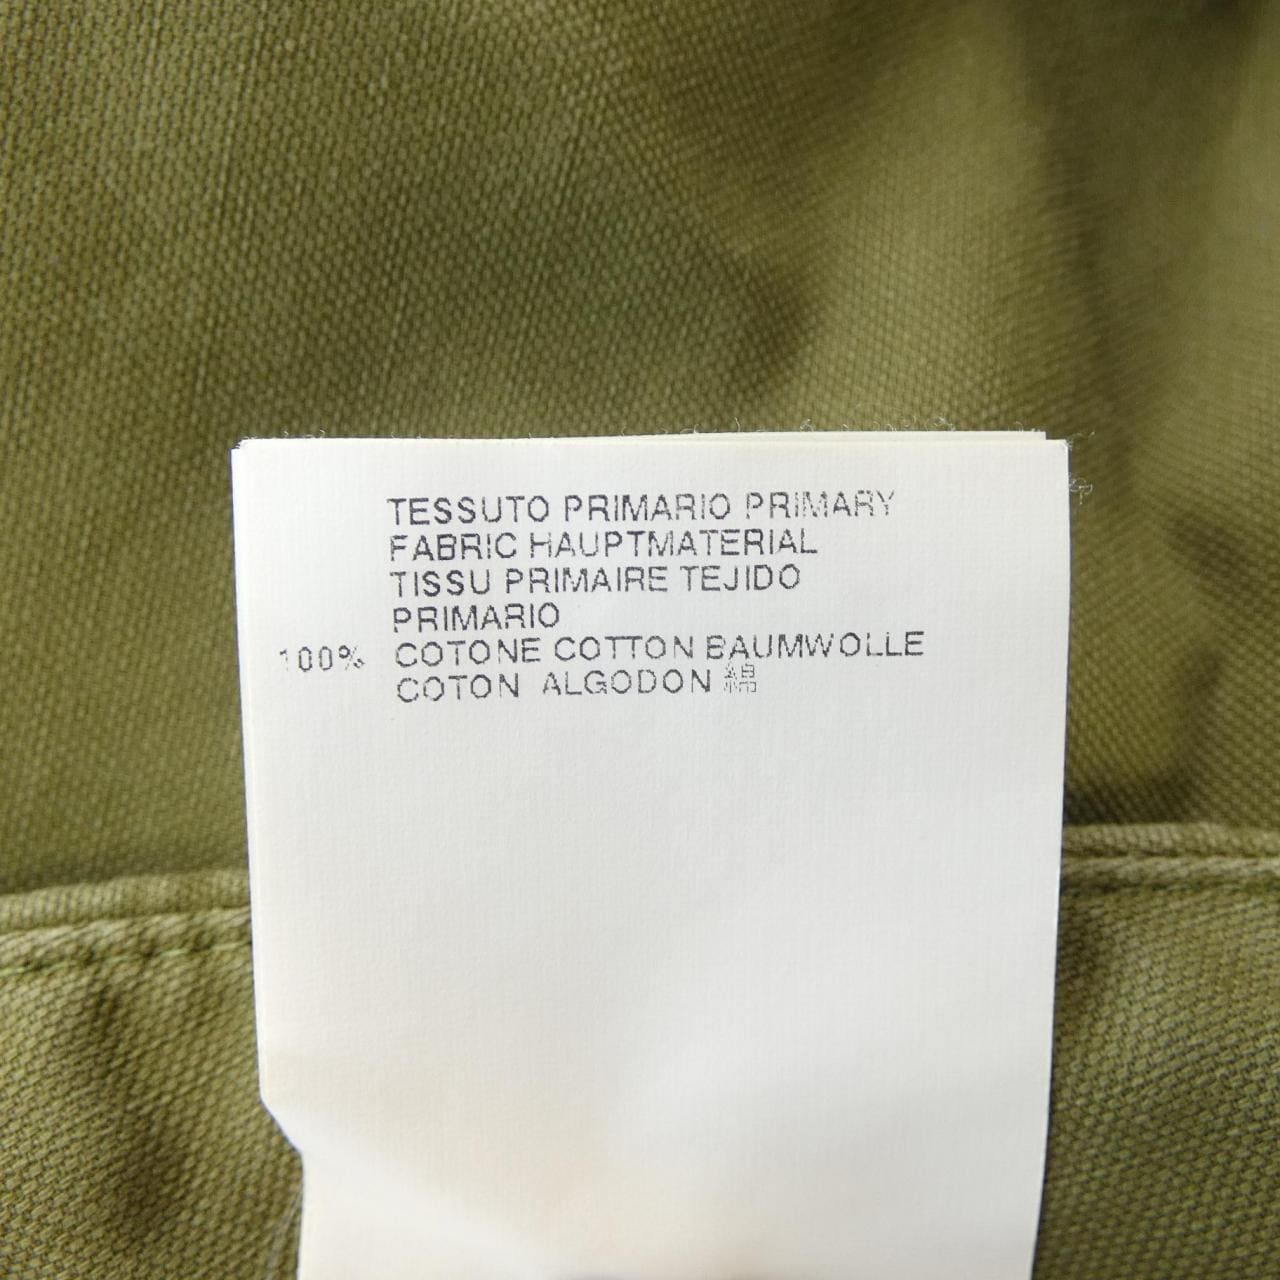 TESSUTO PRIMARIO PRIMARY
FABRIC HAUPTMATERIAL
TISSU PRIMAIRE TEJIDO
PRIMARIO
100% COTONE COTTON BAUMWOLLE
COTON ALGODON 綿